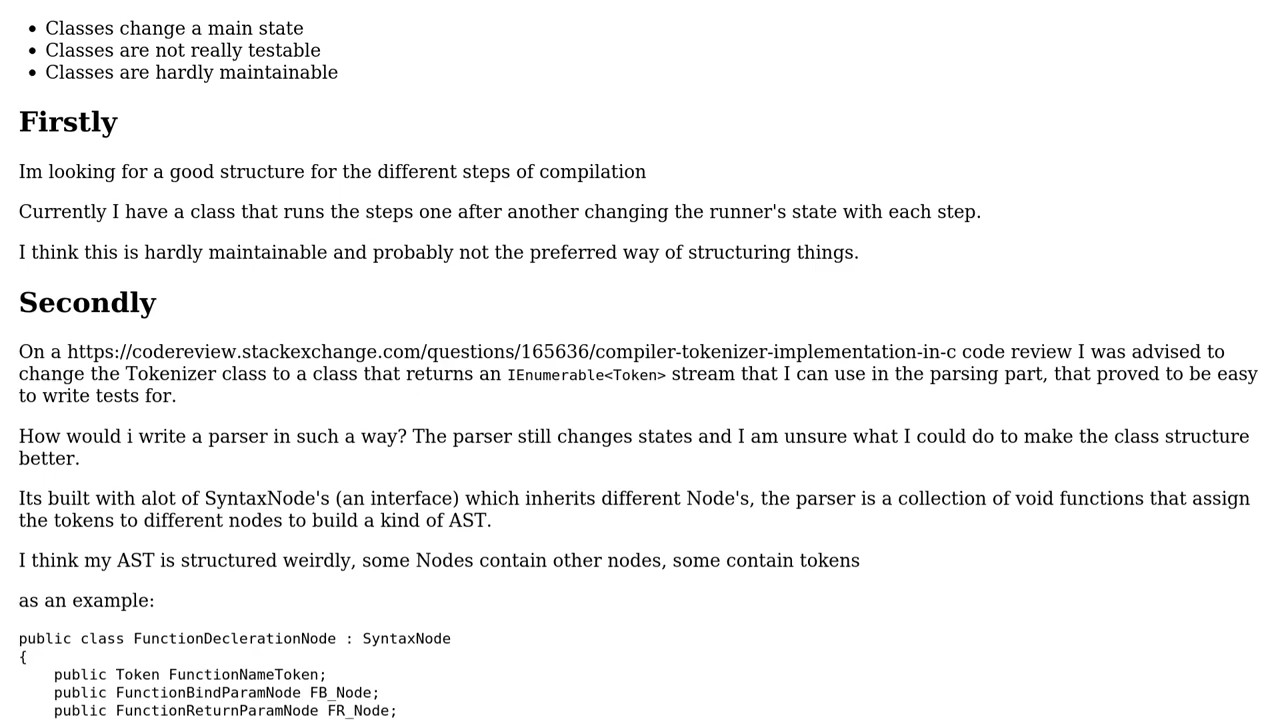 • Classes change a main state
• Classes are not really testable
• Classes are hardly maintainable
Firstly
Im looking for a good structure for the different steps of compilation
Currently I have a class that runs the steps one after another changing the runner's state with each step.
I think this is hardly maintainable and probably not the preferred way of structuring things.
Secondly
On a https://codereview.stackexchange.com/questions/165636/compiler-tokenizer-implementation-in-c code review I was advised to
change the Tokenizer class to a class that returns an IEnumerable<Token> stream that I can use in the parsing part, that proved to be easy
to write tests for.
How would i write a parser in such a way? The parser still changes states and I am unsure what I could do to make the class structure
better.
Its built with alot of SyntaxNode's (an interface) which inherits different Node's, the parser is a collection of void functions that assign
the tokens to different nodes to build a kind of AST.
I think my AST is structured weirdly, some Nodes contain other nodes, some contain tokens
as an example:
public class FunctionDeclerationNode : SyntaxNode
{
    public Token FunctionNameToken;
    public FunctionBindParamNode FB_Node;
    public FunctionReturnParamNode FR_Node;